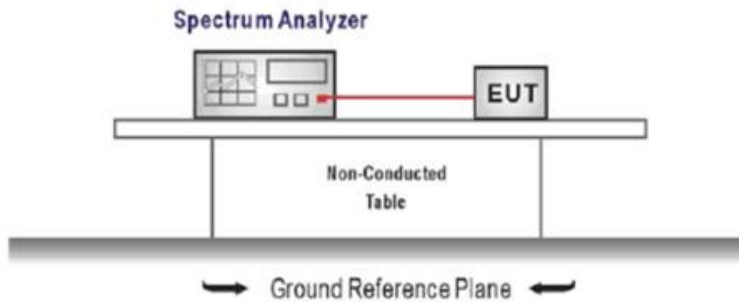 Spectrum Analyzer
EUT
Non-Conducted
Table
Ground Reference Plane